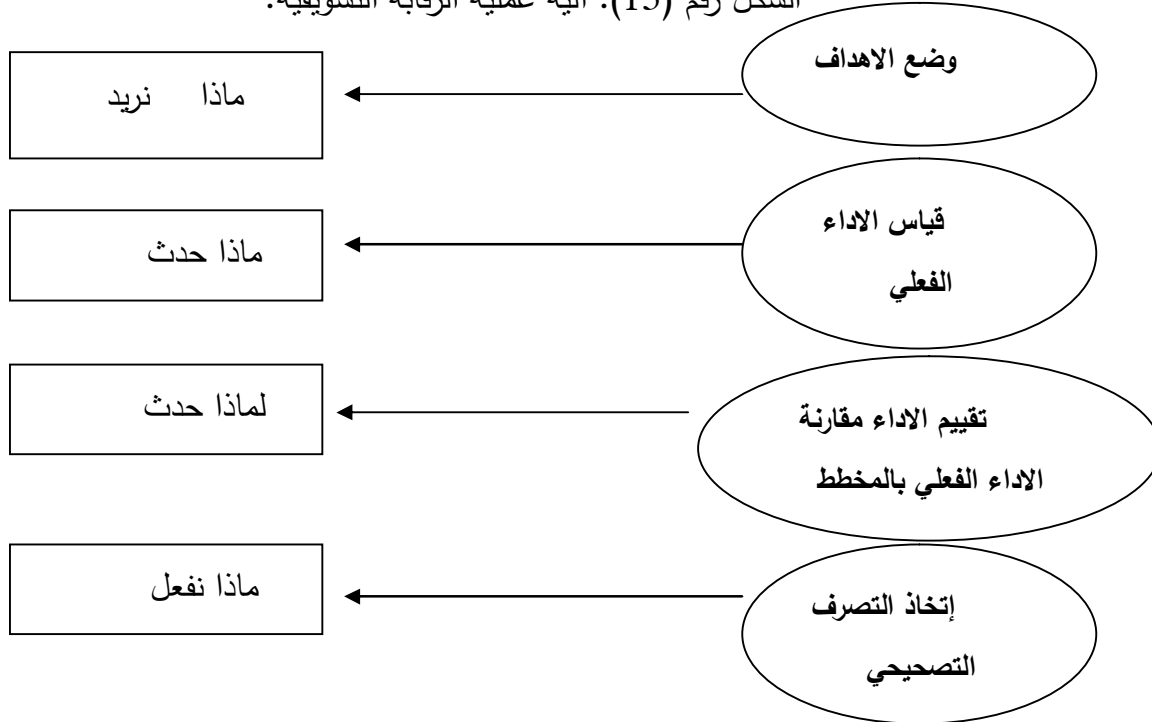 الشكل رقم (15): آلية عملية الرقابة التسويقية.
وضع الاهداف
ماذا نريد
قياس الاداء
الفعلي
ماذا حدث
تقييم الاداء مقارنة
الاداء الفعلي بالمخطط
لماذا حدث
إتخاذ التصرف
التصحيحي
ماذا نفعل